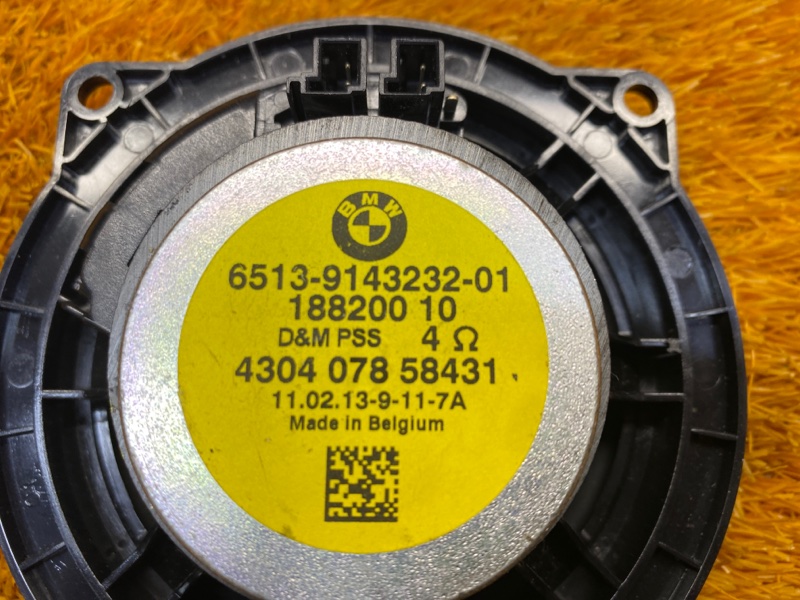 BMW
6513-9143232-01
188200 10
D&M PSS 4 Ω
4304 078 58431
11.02.13-9-11-7A
Made in Belgium